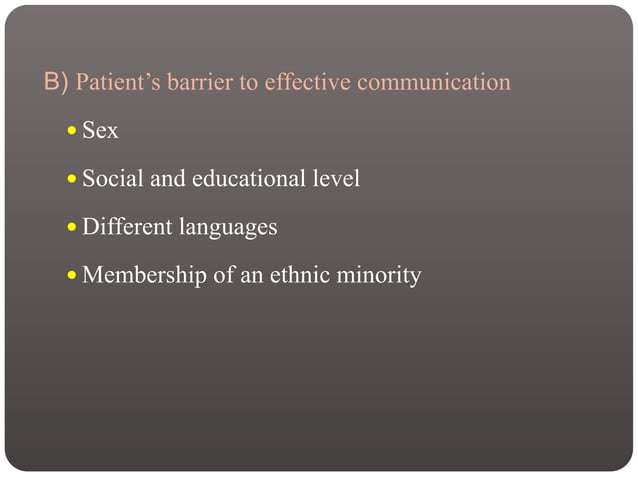 B) Patient’s barrier to effective communication
• Sex
• Social and educational level
• Different languages
• Membership of an ethnic minority